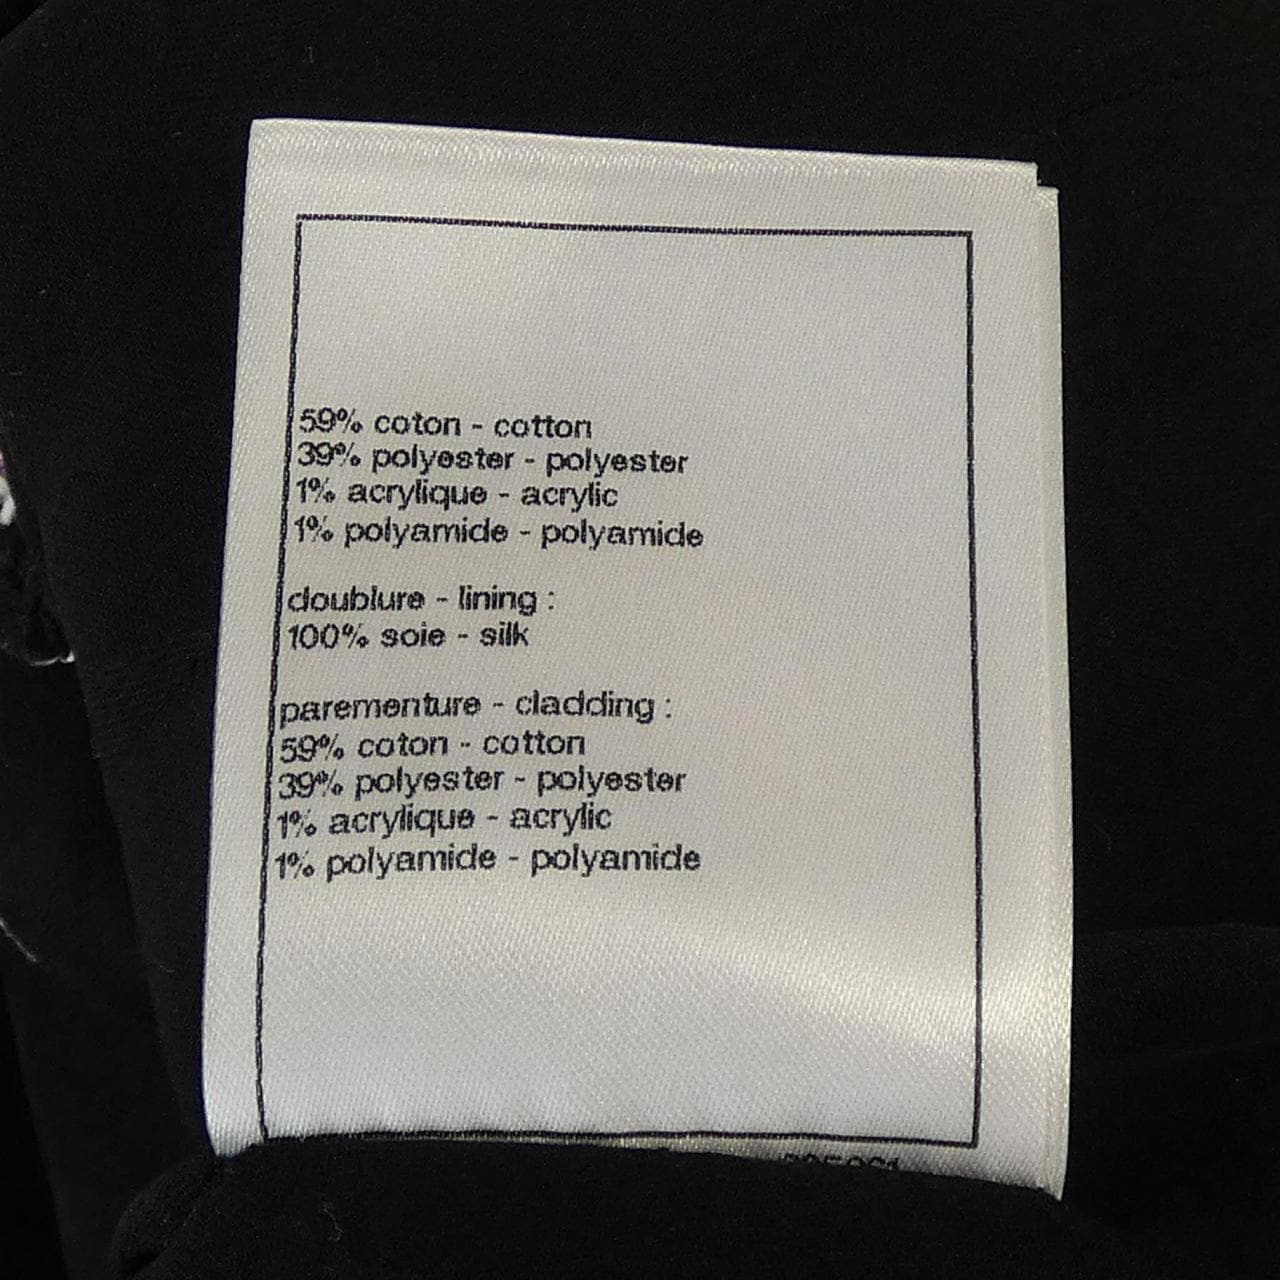 59% coton - cotton
39% polyester - polyester
1% acrylique - acrylic
1% polyamide - polyamide
doublure - lining :
100% soie - silk
parementure - cladding :
59% coton - cotton
39% polyester - polyester
1% acrylique - acrylic
1% polyamide - polyamide